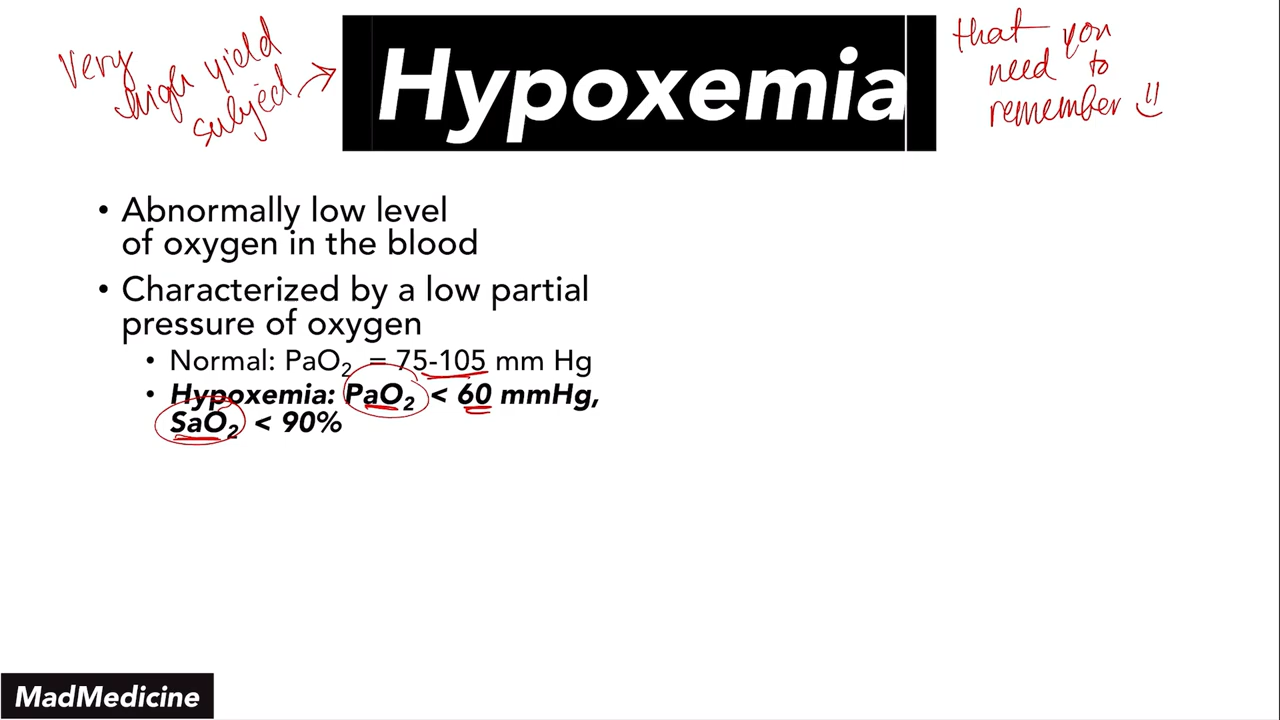 Very
high yield
subject →
Hypoxemia
that you
need to
remember
• Abnormally low level
of oxygen in the blood
• Characterized by a low partial
pressure of oxygen
• Normal: PaO₂ = 75-105 mm Hg
• Hypoxemia: PaO₂ < 60 mmHg,
SaO₂ < 90%
MadMedicine